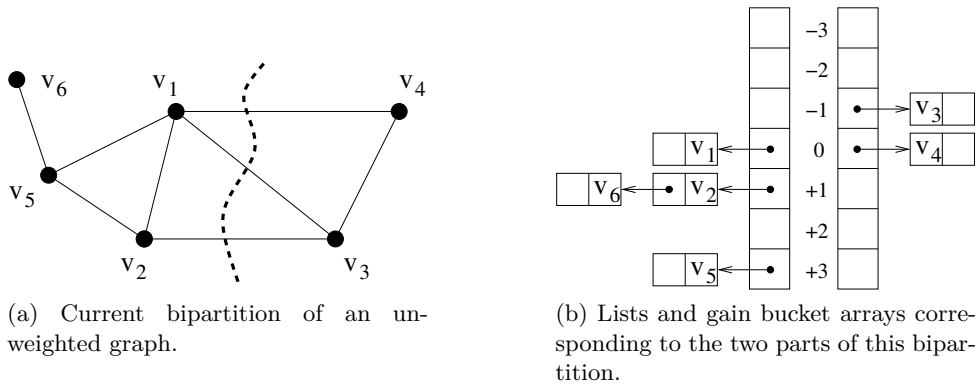 v6
v1
v4
v5
v2
v3
(a) Current bipartition of an un-
weighted graph.
−3
−2
−1
v3
v1
0
v4
v6
v2
+1
+2
v5
+3
(b) Lists and gain bucket arrays corre-
sponding to the two parts of this bipar-
tition.